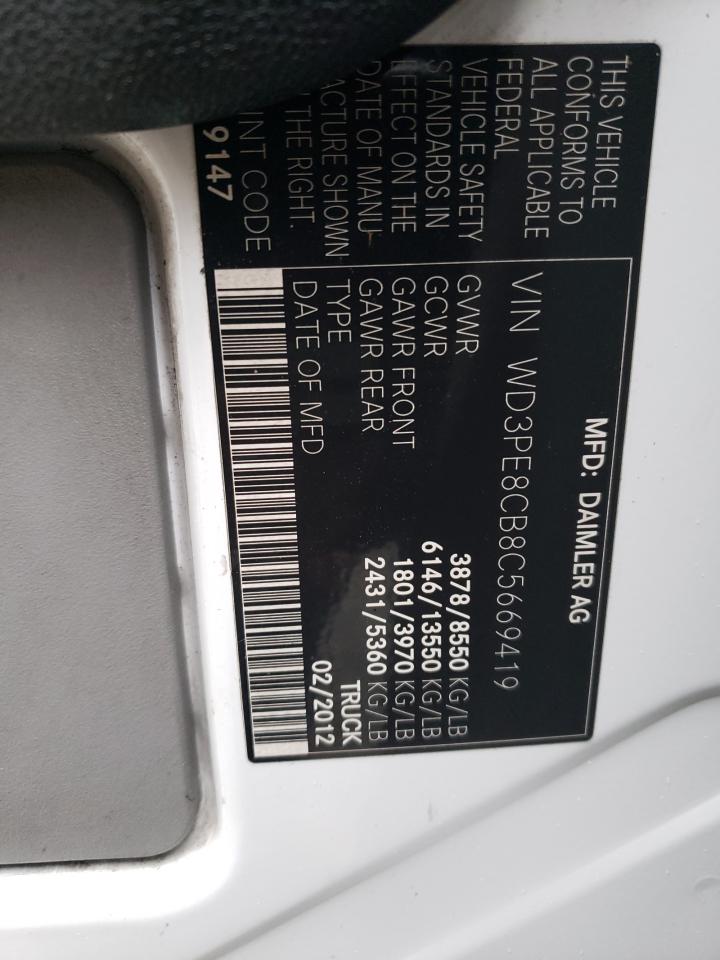 MFD: DAIMLER AG
THIS VEHICLE
CONFORMS TO
ALL APPLICABLE
FEDERAL
VEHICLE SAFETY
STANDARDS IN
EFFECT ON THE
DATE OF MANU-
ACTURE SHOWN
THE RIGHT.
INT CODE
9147
VIN WD3PE8CB8C5669419
GVWR 3878/8550 KG/LB
GCWR 6146/13550 KG/LB
GAWR FRONT 1801/3970 KG/LB
GAWR REAR 2431/5360 KG/LB
TYPE TRUCK
DATE OF MFD 02/2012